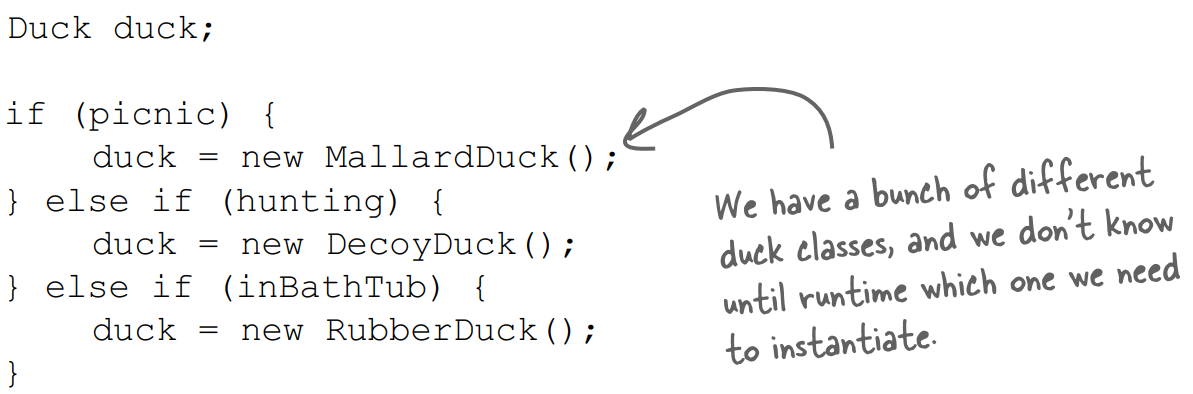 Duck duck;
if (picnic) {
    duck = new MallardDuck();
} else if (hunting) {
    duck = new DecoyDuck();
} else if (inBathTub) {
    duck = new RubberDuck();
}
We have a bunch of different
duck classes, and we don't know
until runtime which one we need
to instantiate.